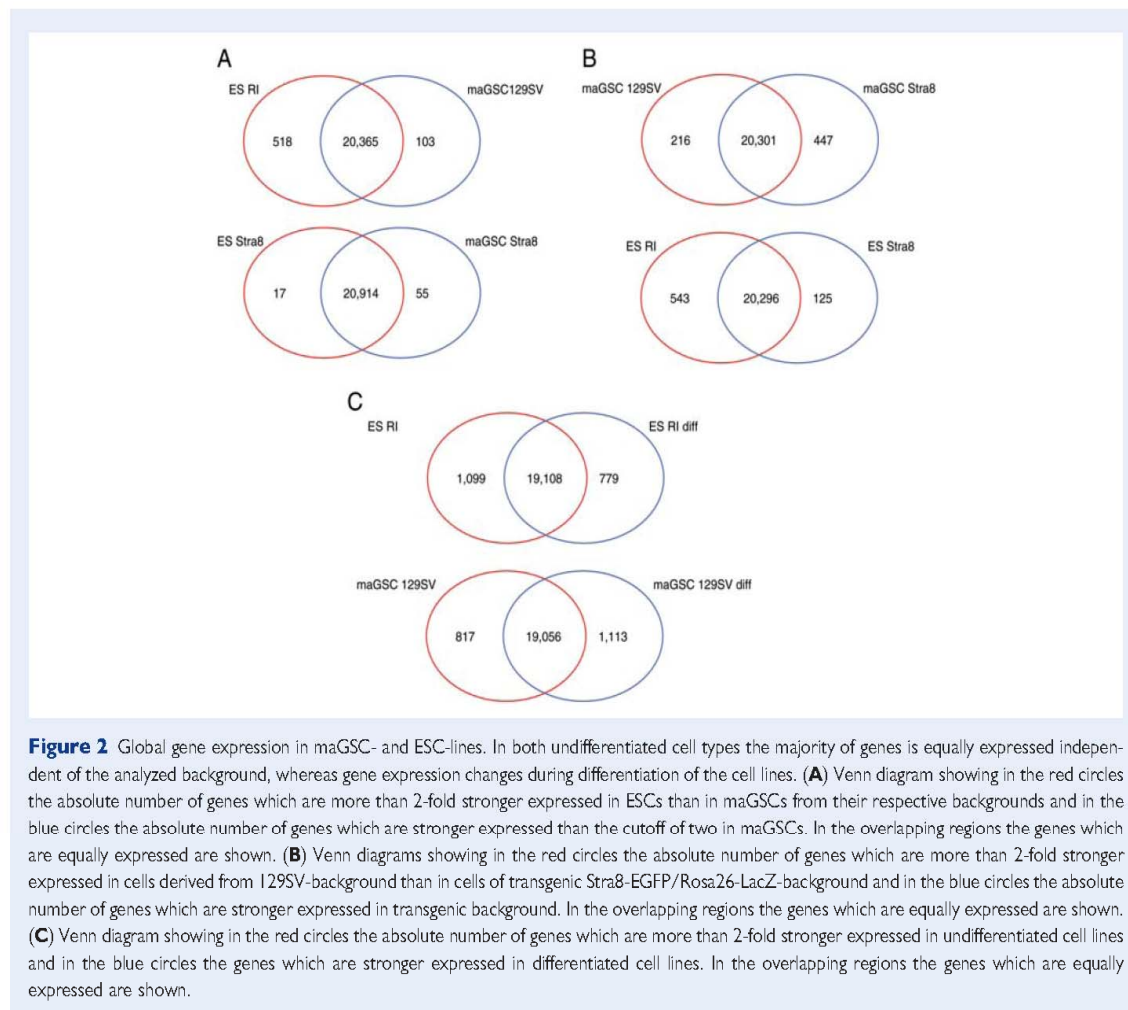 A
ES RI
maGSC129SV
518
20,365
103
ES Stra8
maGSC Stra8
17
20,914
55
B
maGSC 129SV
maGSC Stra8
216
20,301
447
ES RI
ES Stra8
543
20,296
125
C
ES RI
ES RI diff
1,099
19,108
779
maGSC 129SV
maGSC 129SV diff
817
19,056
1,113
Figure 2 Global gene expression in maGSC- and ESC-lines. In both undifferentiated cell types the majority of genes is equally expressed indepen-
dent of the analyzed background, whereas gene expression changes during differentiation of the cell lines. (A) Venn diagram showing in the red circles
the absolute number of genes which are more than 2-fold stronger expressed in ESCs than in maGSCs from their respective backgrounds and in the
blue circles the absolute number of genes which are stronger expressed than the cutoff of two in maGSCs. In the overlapping regions the genes which
are equally expressed are shown. (B) Venn diagrams showing in the red circles the absolute number of genes which are more than 2-fold stronger
expressed in cells derived from 129SV-background than in cells of transgenic Stra8-EGFP/Rosa26-LacZ-background and in the blue circles the absolute
number of genes which are stronger expressed in transgenic background. In the overlapping regions the genes which are equally expressed are shown.
(C) Venn diagram showing in the red circles the absolute number of genes which are more than 2-fold stronger expressed in undifferentiated cell lines
and in the blue circles the genes which are stronger expressed in differentiated cell lines. In the overlapping regions the genes which are equally
expressed are shown.